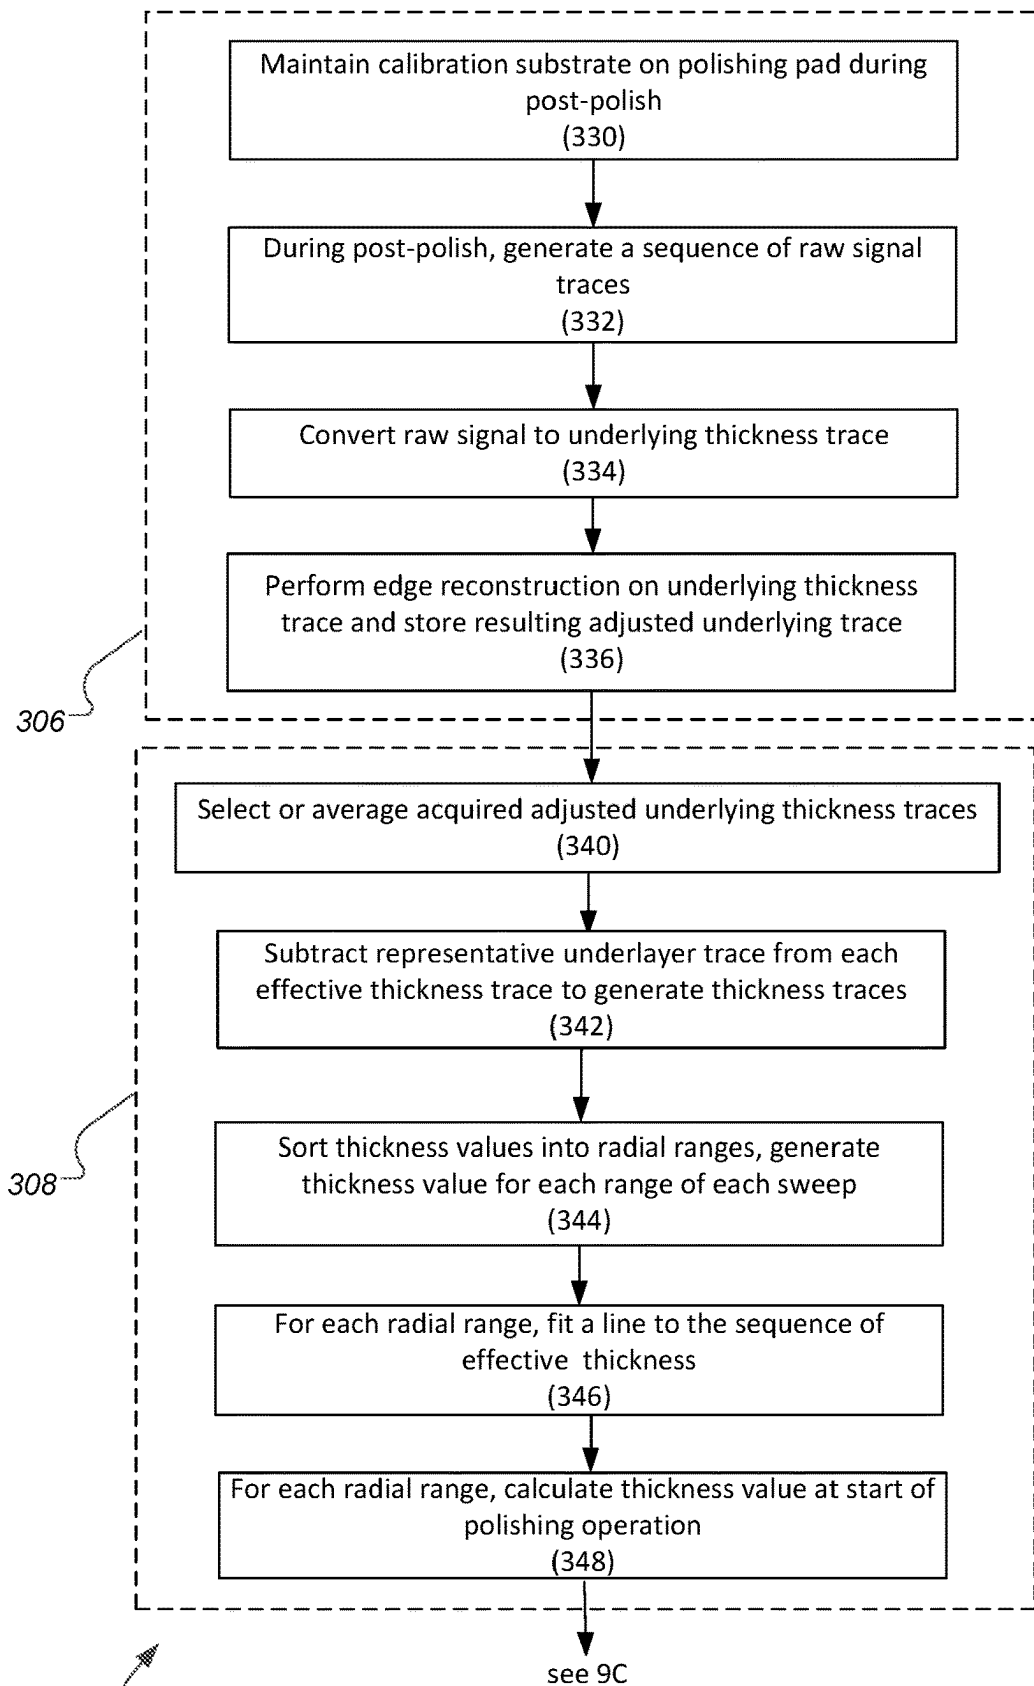 Maintain calibration substrate on polishing pad during
post-polish
(330)
During post-polish, generate a sequence of raw signal
traces
(332)
Convert raw signal to underlying thickness trace
(334)
Perform edge reconstruction on underlying thickness
trace and store resulting adjusted underlying trace
(336)
306
Select or average acquired adjusted underlying thickness traces
(340)
Subtract representative underlayer trace from each
effective thickness trace to generate thickness traces
(342)
Sort thickness values into radial ranges, generate
thickness value for each range of each sweep
(344)
308
For each radial range, fit a line to the sequence of
effective thickness
(346)
For each radial range, calculate thickness value at start of
polishing operation
(348)
see 9C